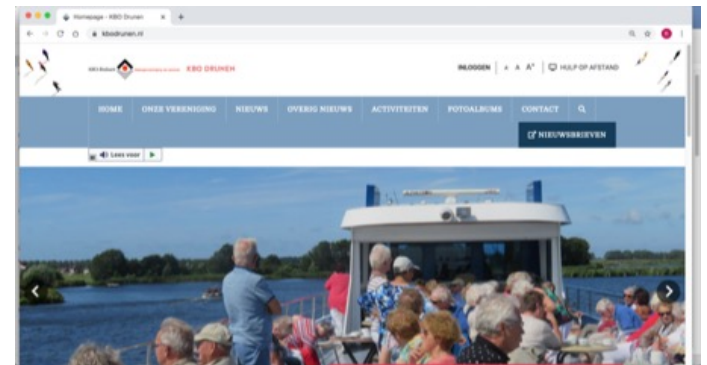 Homepage - KBO Drunen
kbodrunen.nl
KBO DRUNEN
INLOGGEN A A A+ HULP OP AFSTAND
HOME ONZE VERENIGING NIEUWS OVERIG NIEUWS ACTIVITEITEN FOTOALBUMS CONTACT
NIEUWSBRIEVEN
Lees voor